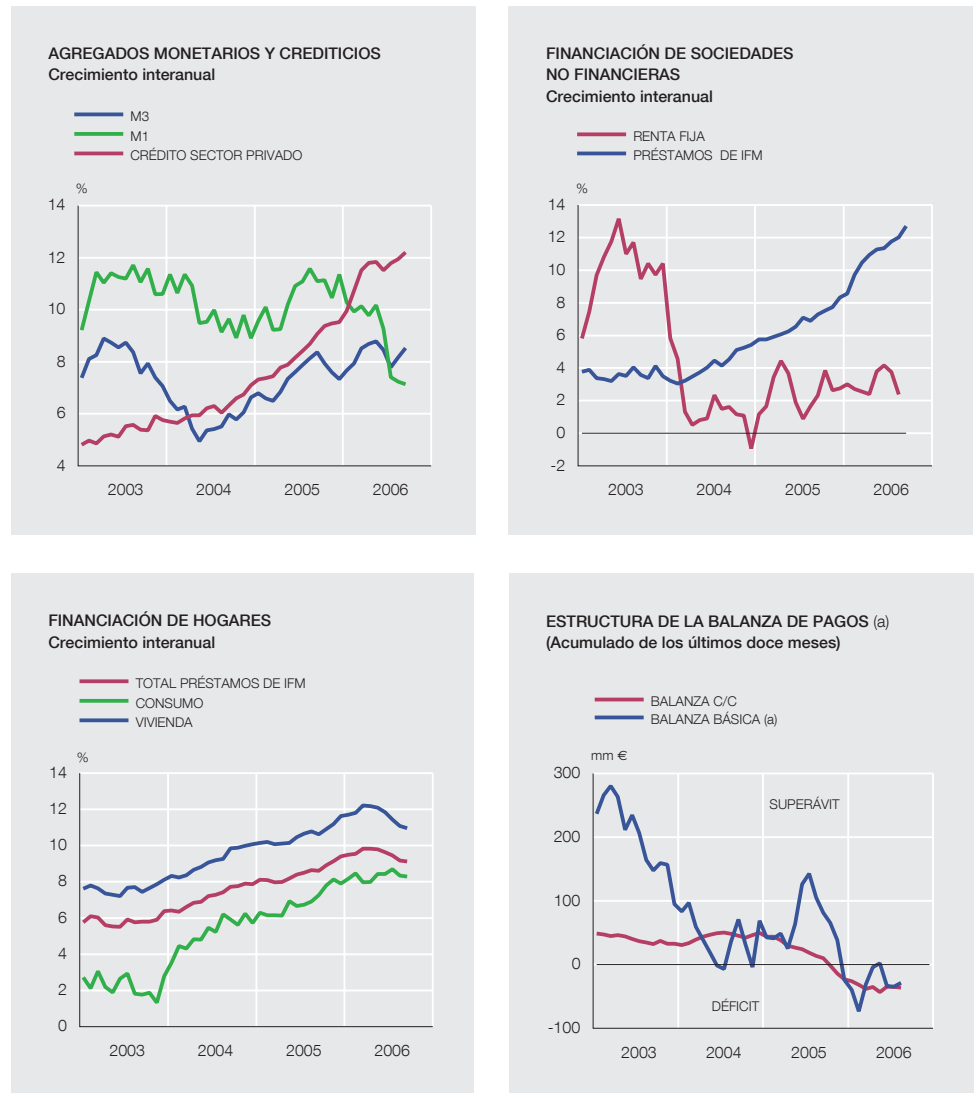 AGREGADOS MONETARIOS Y CREDITICIOS
Crecimiento interanual
M3
M1
CRÉDITO SECTOR PRIVADO
%
14
12
10
8
6
4
2003 2004 2005 2006
FINANCIACIÓN DE SOCIEDADES
NO FINANCIERAS
Crecimiento interanual
RENTA FIJA
PRÉSTAMOS DE IFM
%
14
12
10
8
6
4
2
0
-2
2003 2004 2005 2006
FINANCIACIÓN DE HOGARES
Crecimiento interanual
TOTAL PRÉSTAMOS DE IFM
CONSUMO
VIVIENDA
%
14
12
10
8
6
4
2
0
2003 2004 2005 2006
ESTRUCTURA DE LA BALANZA DE PAGOS (a)
(Acumulado de los últimos doce meses)
BALANZA C/C
BALANZA BÁSICA (a)
mm €
300
200
100
0
-100
SUPERÁVIT
DÉFICIT
2003 2004 2005 2006